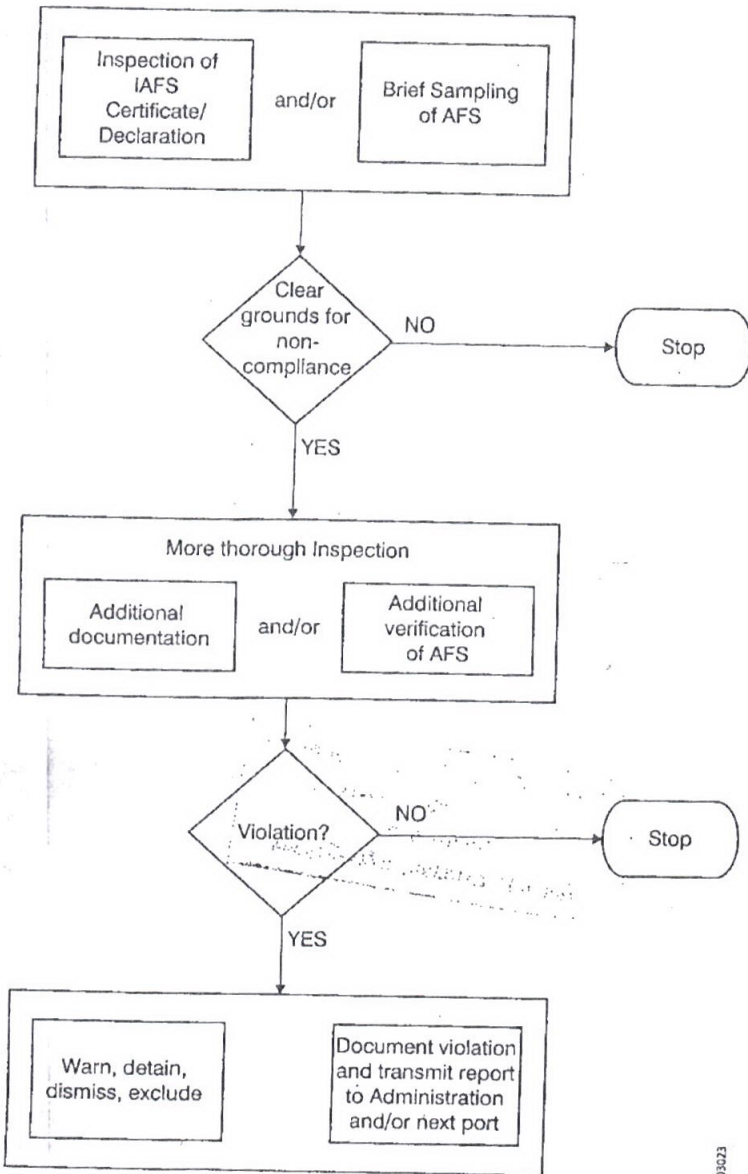 Inspection of
IAFS
Certificate/
Declaration
and/or
Brief Sampling
of AFS
Clear
grounds for
non-
compliance
NO
Stop
YES
More thorough Inspection
Additional
documentation
and/or
Additional
verification
of AFS
Violation?
NO
Stop
YES
Warn, detain,
dismiss, exclude
Document violation
and transmit report
to Administration
and/or next port